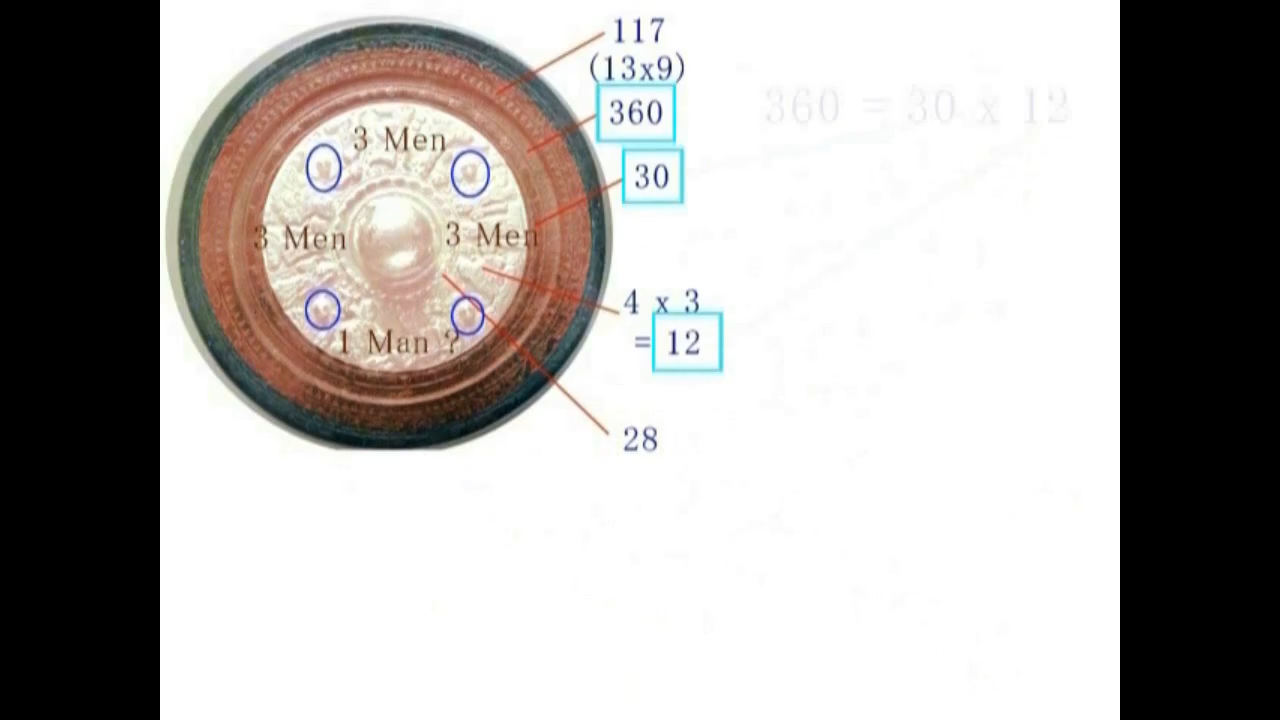 117
(13x9)
360
360 = 30 x 12
30
3 Men
3 Men
3 Men
1 Man ?
4 x 3
= 12
28